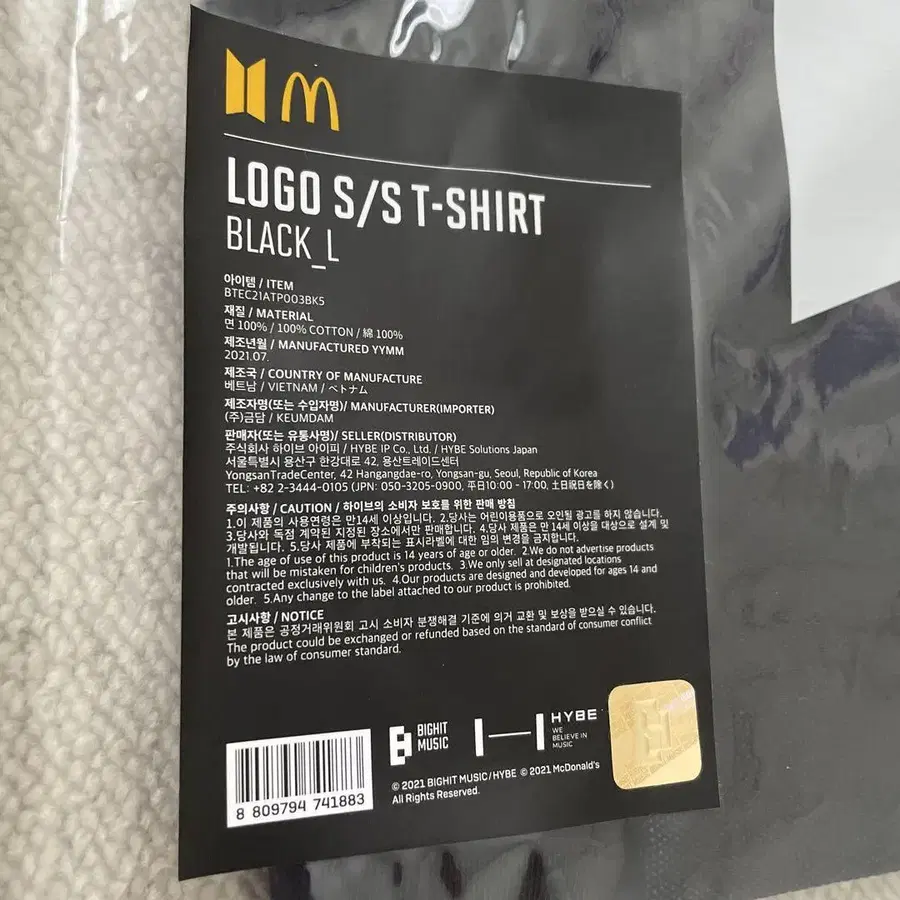 LOGO S/S T-SHIRT
BLACK_L
아이템 / ITEM
BTEC21ATP003BK5
재질 / MATERIAL
면 100% / 100% COTTON / 綿 100%
제조년월 / MANUFACTURED YYMM
2021.07.
제조국 / COUNTRY OF MANUFACTURE
베트남 / VIETNAM / ベトナム
제조자명(또는 수입자명)/ MANUFACTURER(IMPORTER)
(주)금담 / KEUMDAM
판매자(또는 유통사명)/ SELLER(DISTRIBUTOR)
주식회사 하이브 아이피 / HYBE IP Co., Ltd. / HYBE Solutions Japan
서울특별시 용산구 한강대로 42, 용산트레이드센터
YongsanTradeCenter, 42 Hangangdae-ro, Yongsan-gu, Seoul, Republic of Korea
TEL: +82 2-3444-0105 (JPN: 050-3205-0900, 平日10:00 - 17:00, 土日祝日を除く)
주의사항 / CAUTION / 하이브의 소비자 보호를 위한 판매 방침
1.이 제품의 사용연령은 만14세 이상입니다. 2.당사는 어린이용품으로 오인될 광고를 하지 않습니다.
3.당사와 독점 계약된 지정된 장소에서만 판매합니다. 4.당사 제품은 만 14세 이상을 대상으로 설계 및
개발됩니다. 5.당사 제품에 부착되는 표시라벨에 대한 임의 변경을 금지합니다.
1.The age of use of this product is 14 years of age or older. 2.We do not advertise products
that will be mistaken for children's products. 3.We only sell at designated locations
contracted exclusively with us. 4.Our products are designed and developed for ages 14 and
older. 5.Any change to the label attached to our product is prohibited.
고시사항 / NOTICE
본 제품은 공정거래위원회 고시 소비자 분쟁해결 기준에 의거 교환 및 보상을 받으실 수 있습니다.
The product could be exchanged or refunded based on the standard of consumer conflict
by the law of consumer standard.
BIGHIT
MUSIC
HYBE
WE
BELIEVE IN
MUSIC
8 809794 741883
© 2021 BIGHIT MUSIC/HYBE © 2021 McDonald's
All Rights Reserved.